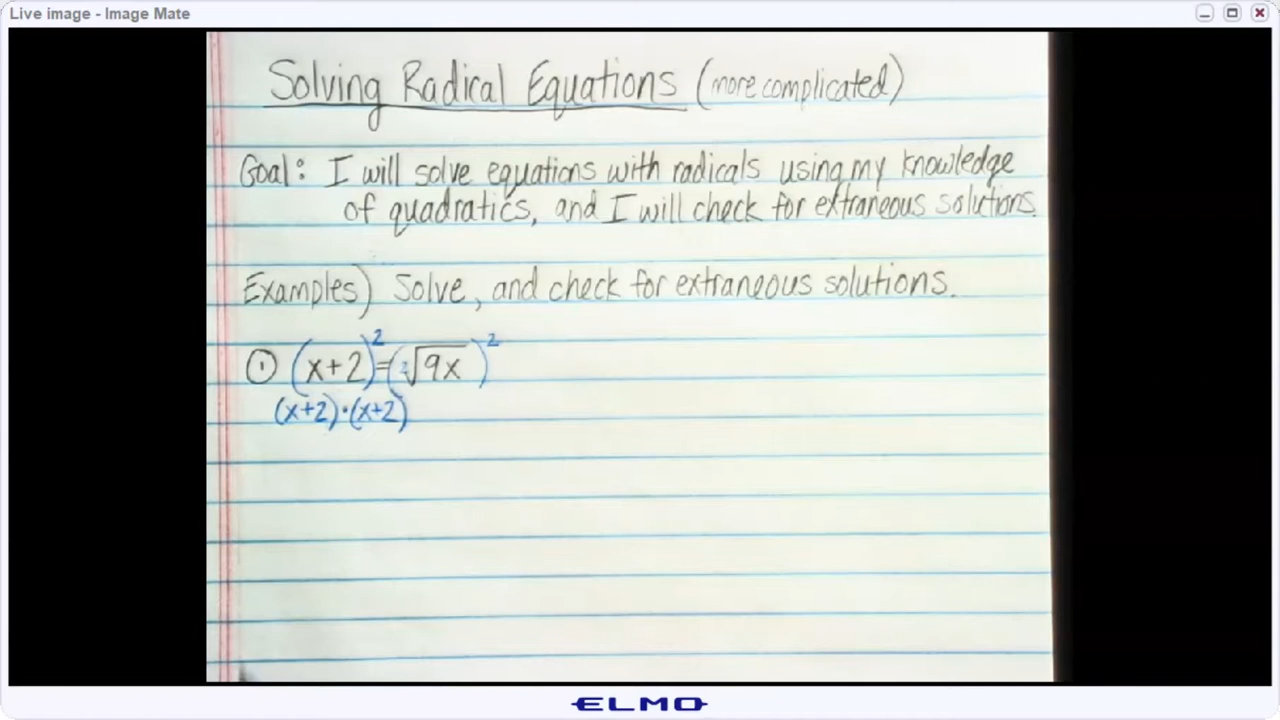 Live image - Image Mate
Solving Radical Equations (more complicated)
Goal: I will solve equations with radicals using my knowledge
of quadratics, and I will check for extraneous solutions.
Examples) Solve, and check for extraneous solutions.
① (x+2)² = (²√9x)²
(x+2)·(x+2)
ELMO